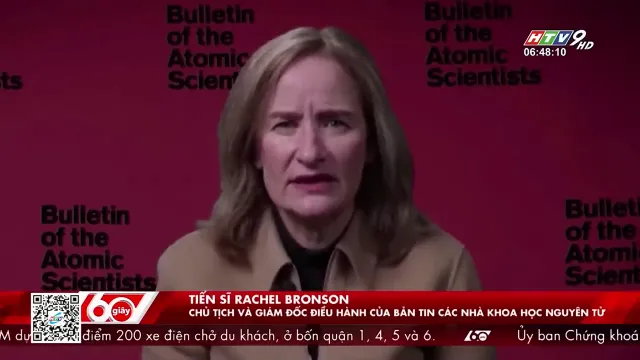 Bulletin
of the
Atomic
Scientists
Bulletin
of the
Atomic
Scientists
HTV9HD
06:48:10
Bulletin
of the
Atomic
Scientists
Bulletin
of the
Atomic
Scientists
60 giây
TIẾN SĨ RACHEL BRONSON
CHỦ TỊCH VÀ GIÁM ĐỐC ĐIỀU HÀNH CỦA BẢN TIN CÁC NHÀ KHOA HỌC NGUYÊN TỬ
M dự điểm 200 xe điện chở du khách, ở bốn quận 1, 4, 5 và 6. 60 Ủy ban Chứng khoá